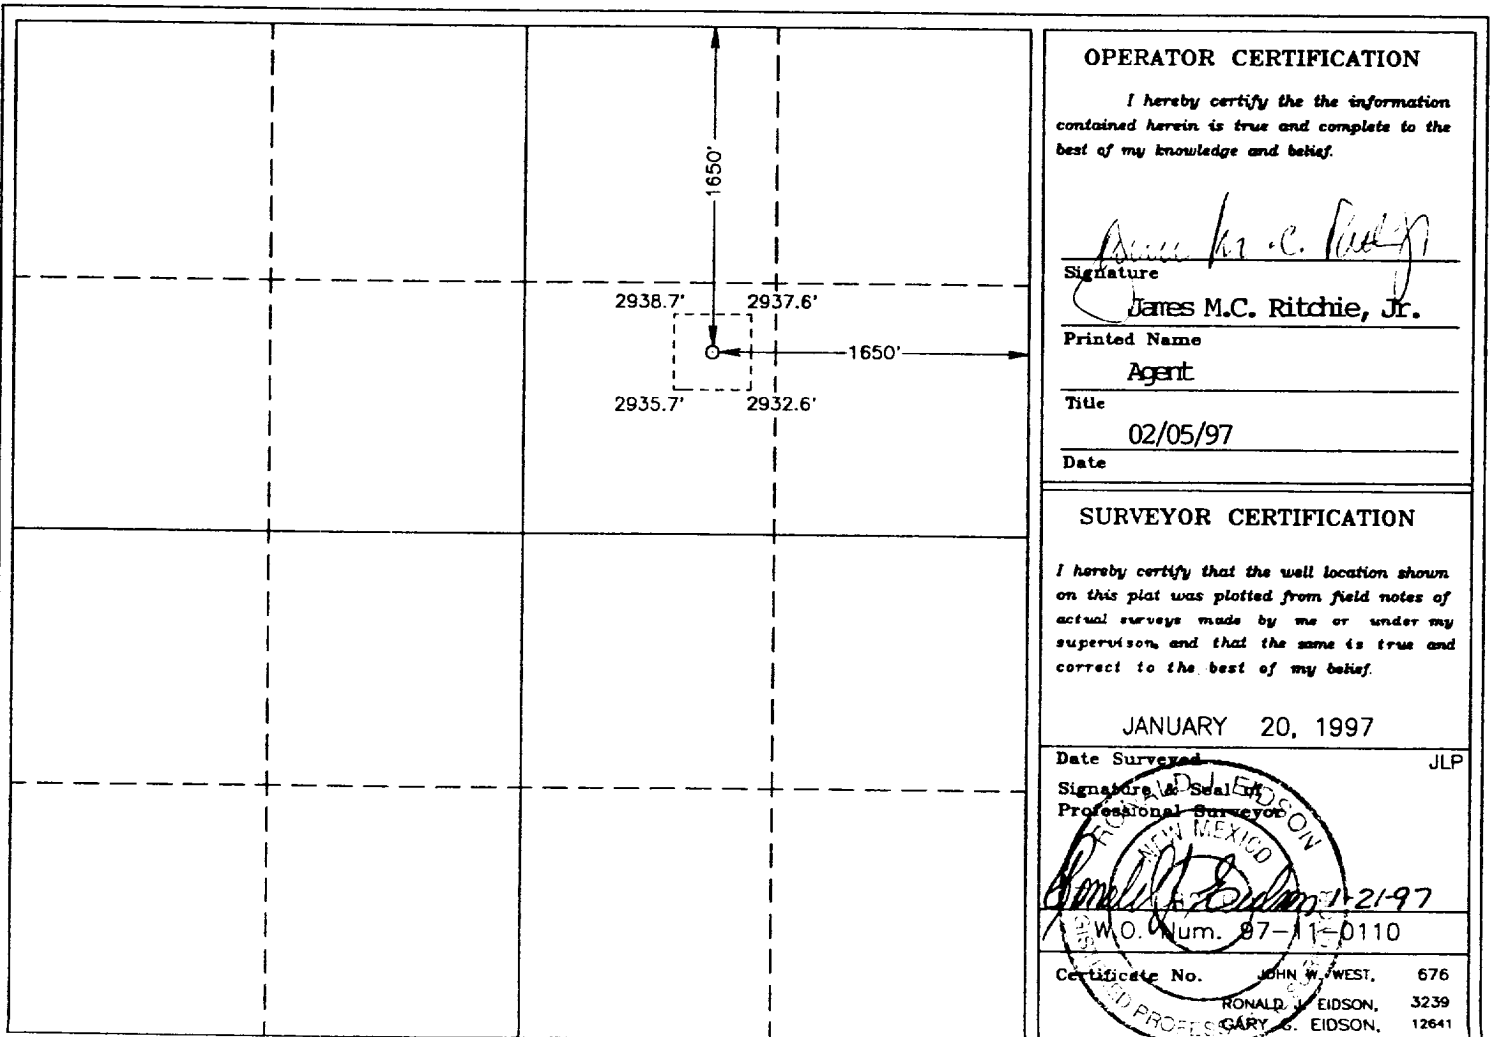 1650'
2938.7' 2937.6'
1650'
2935.7' 2932.6'
OPERATOR CERTIFICATION
I hereby certify the the information
contained herein is true and complete to the
best of my knowledge and belief.
Signature
James M.C. Ritchie, Jr.
Printed Name
Agent
Title
02/05/97
Date
SURVEYOR CERTIFICATION
I hereby certify that the well location shown
on this plat was plotted from field notes of
actual surveys made by me or under my
supervison, and that the same is true and
correct to the best of my belief.
JANUARY 20, 1997
Date Surveyed JLP
Signature & Seal of
Professional Surveyor
RONALD J. EIDSON
NEW MEXICO
Ronald J. Eidson 1-21-97
W.O. Num. 97-11-0110
Certificate No. JOHN W. WEST, 676
RONALD J. EIDSON, 3239
GARY G. EIDSON, 12641